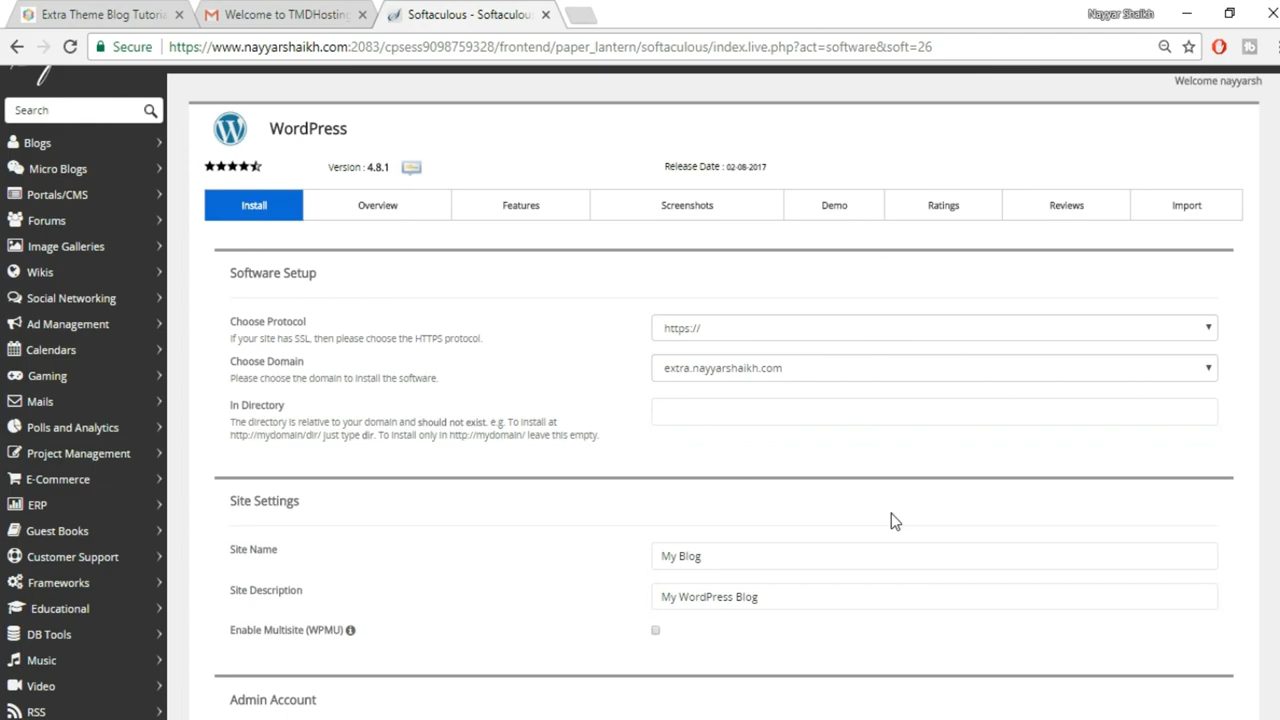 Extra Theme Blog Tutoria
Welcome to TMDHosting
Softaculous - Softaculou
Nayyar Shaikh
Secure
https://www.nayyarshaikh.com:2083/cpsess9098759328/frontend/paper_lantern/softaculous/index.live.php?act=software&soft=26
Welcome nayyarsh
Search
Blogs
Micro Blogs
Portals/CMS
Forums
Image Galleries
Wikis
Social Networking
Ad Management
Calendars
Gaming
Mails
Polls and Analytics
Project Management
E-Commerce
ERP
Guest Books
Customer Support
Frameworks
Educational
DB Tools
Music
Video
RSS
WordPress
Version : 4.8.1
Release Date : 02-08-2017
Install
Overview
Features
Screenshots
Demo
Ratings
Reviews
Import
Software Setup
Choose Protocol
If your site has SSL, then please choose the HTTPS protocol.
https://
Choose Domain
Please choose the domain to install the software.
extra.nayyarshaikh.com
In Directory
The directory is relative to your domain and should not exist. e.g. To install at
http://mydomain/dir/ just type dir. To install only in http://mydomain/ leave this empty.
Site Settings
Site Name
My Blog
Site Description
My WordPress Blog
Enable Multisite (WPMU)
Admin Account